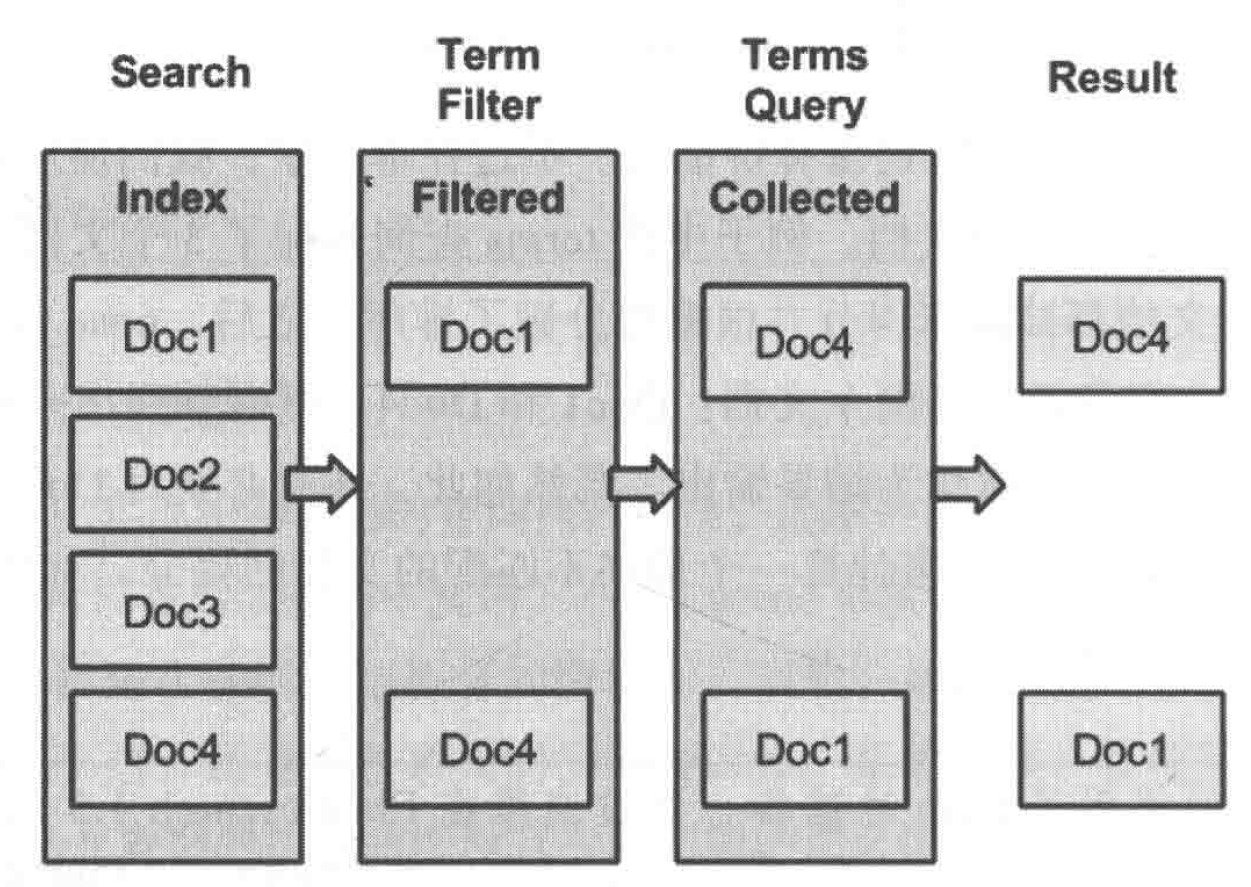 Search
Term
Filter
Terms
Query
Result
Index
Filtered
Collected
Doc1
Doc2
Doc3
Doc4
Doc1
Doc4
Doc4
Doc1
Doc4
Doc1